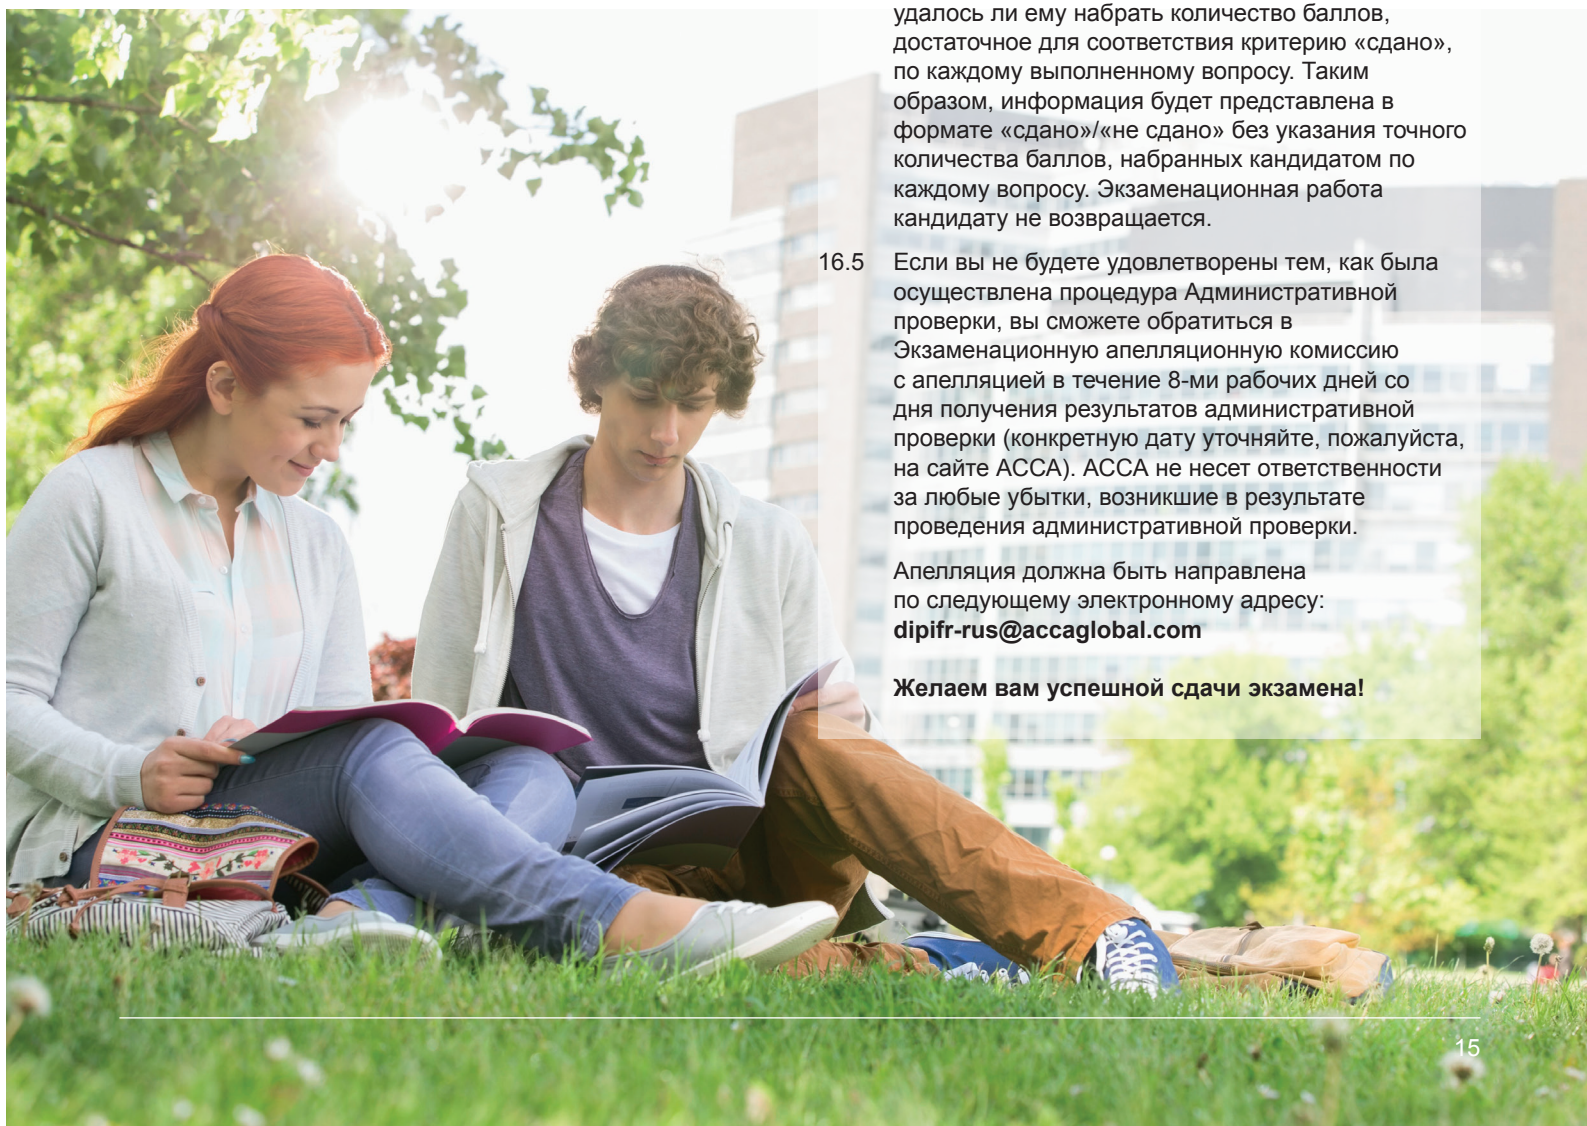 удалось ли ему набрать количество баллов,
достаточное для соответствия критерию «сдано»,
по каждому выполненному вопросу. Таким
образом, информация будет представлена в
формате «сдано»/«не сдано» без указания точного
количества баллов, набранных кандидатом по
каждому вопросу. Экзаменационная работа
кандидату не возвращается.
16.5 Если вы не будете удовлетворены тем, как была
осуществлена процедура Административной
проверки, вы сможете обратиться в
Экзаменационную апелляционную комиссию
с апелляцией в течение 8-ми рабочих дней со
дня получения результатов административной
проверки (конкретную дату уточняйте, пожалуйста,
на сайте АССА). АССА не несет ответственности
за любые убытки, возникшие в результате
проведения административной проверки.
Апелляция должна быть направлена
по следующему электронному адресу:
dipifr-rus@accaglobal.com
Желаем вам успешной сдачи экзамена!
15